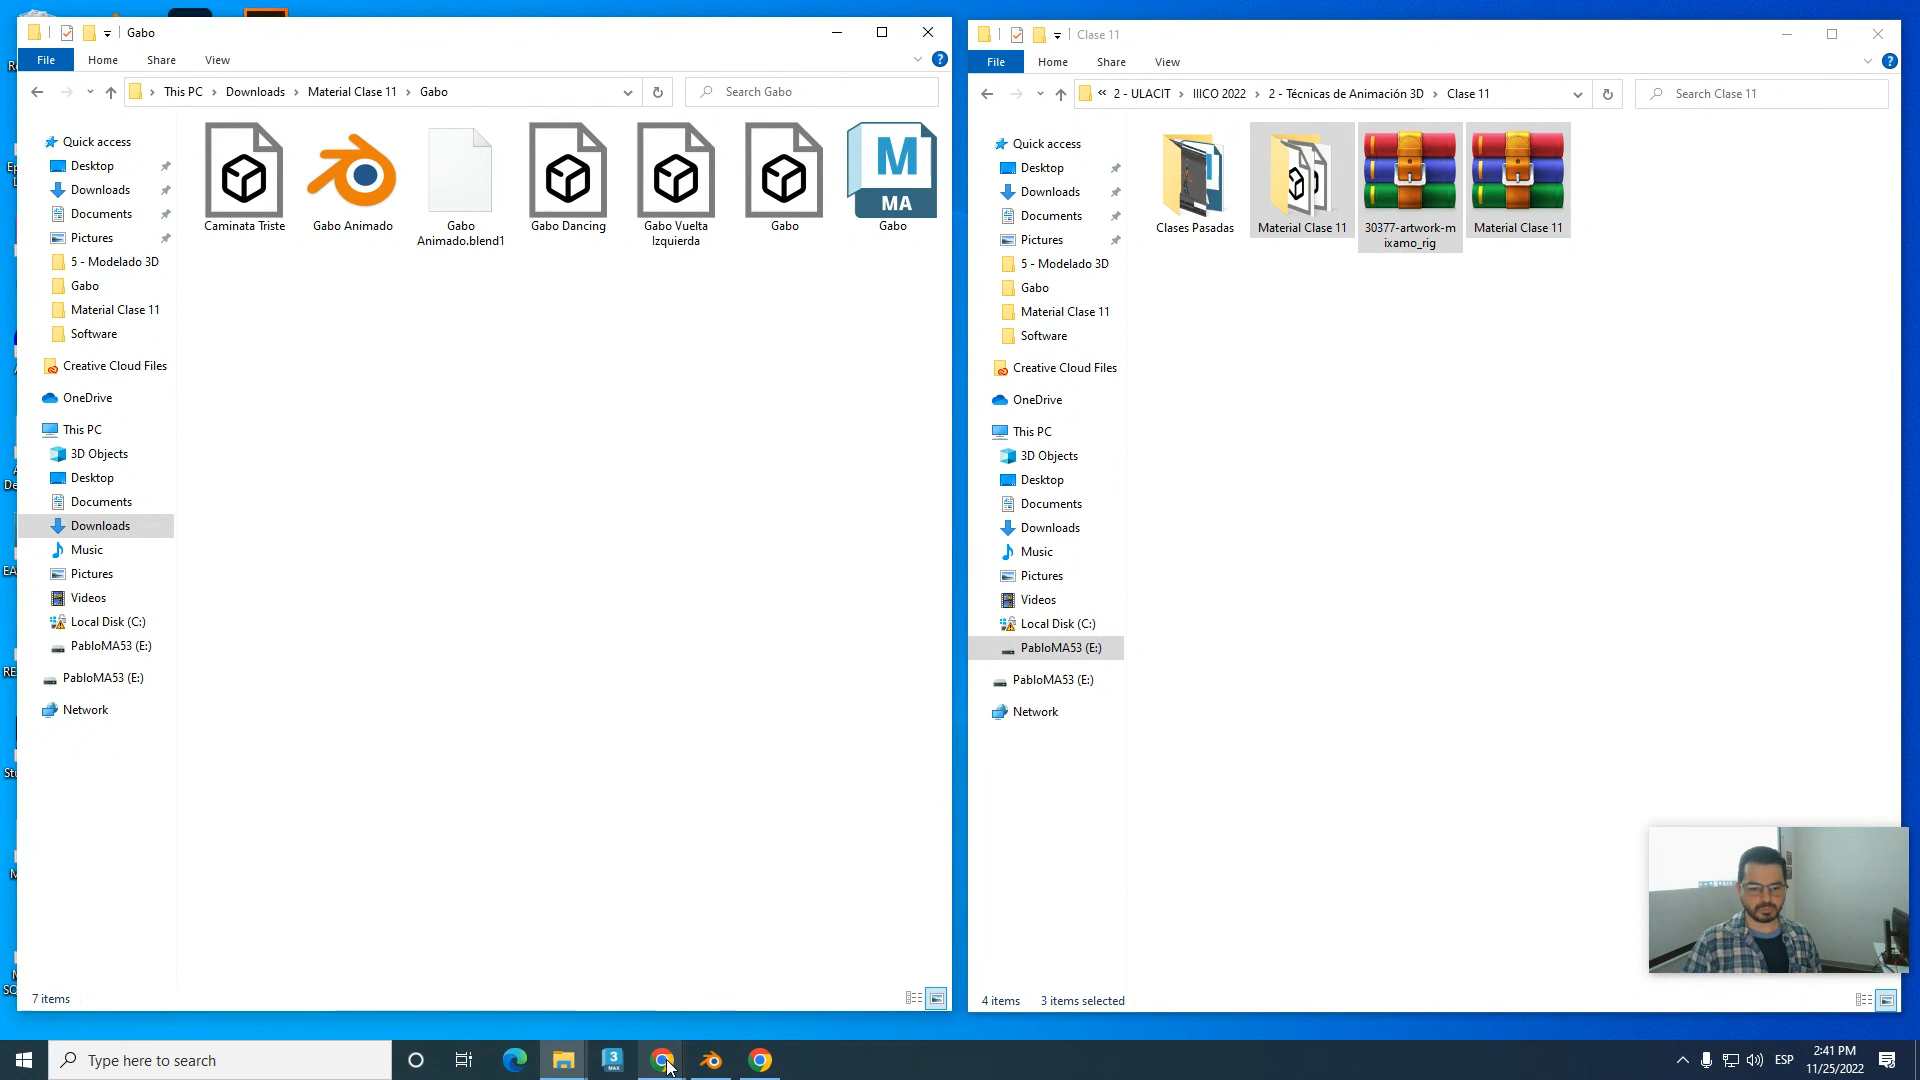 Gabo
File
Home
Share
View
This PC
Downloads
Material Clase 11
Gabo
Search Gabo
Quick access
Desktop
Downloads
Documents
Pictures
5 - Modelado 3D
Gabo
Material Clase 11
Software
Creative Cloud Files
OneDrive
This PC
3D Objects
Desktop
Documents
Downloads
Music
Pictures
Videos
Local Disk (C:)
PabloMA53 (E:)
PabloMA53 (E:)
Network
Caminata Triste
Gabo Animado
Gabo
Animado.blend1
Gabo Dancing
Gabo Vuelta
Izquierda
Gabo
M
MA
Gabo
7 items
Clase 11
File
Home
Share
View
« 2 - ULACIT
IIICO 2022
2 - Técnicas de Animación 3D
Clase 11
Search Clase 11
Quick access
Desktop
Downloads
Documents
Pictures
5 - Modelado 3D
Gabo
Material Clase 11
Software
Creative Cloud Files
OneDrive
This PC
3D Objects
Desktop
Documents
Downloads
Music
Pictures
Videos
Local Disk (C:)
PabloMA53 (E:)
PabloMA53 (E:)
Network
Clases Pasadas
Material Clase 11
30377-artwork-m
ixamo_rig
Material Clase 11
4 items
3 items selected
Type here to search
3
MAX
ESP
2:41 PM
11/25/2022